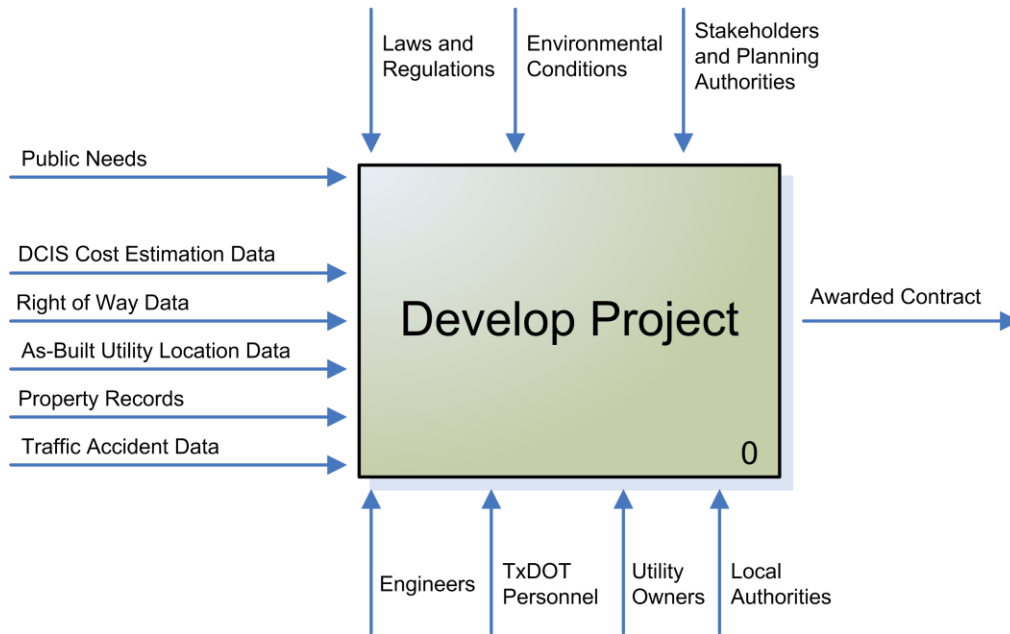 Laws and
Regulations
Environmental
Conditions
Stakeholders
and Planning
Authorities
Public Needs
DCIS Cost Estimation Data
Right of Way Data
As-Built Utility Location Data
Property Records
Traffic Accident Data
Develop Project
0
Awarded Contract
Engineers
TxDOT
Personnel
Utility
Owners
Local
Authorities